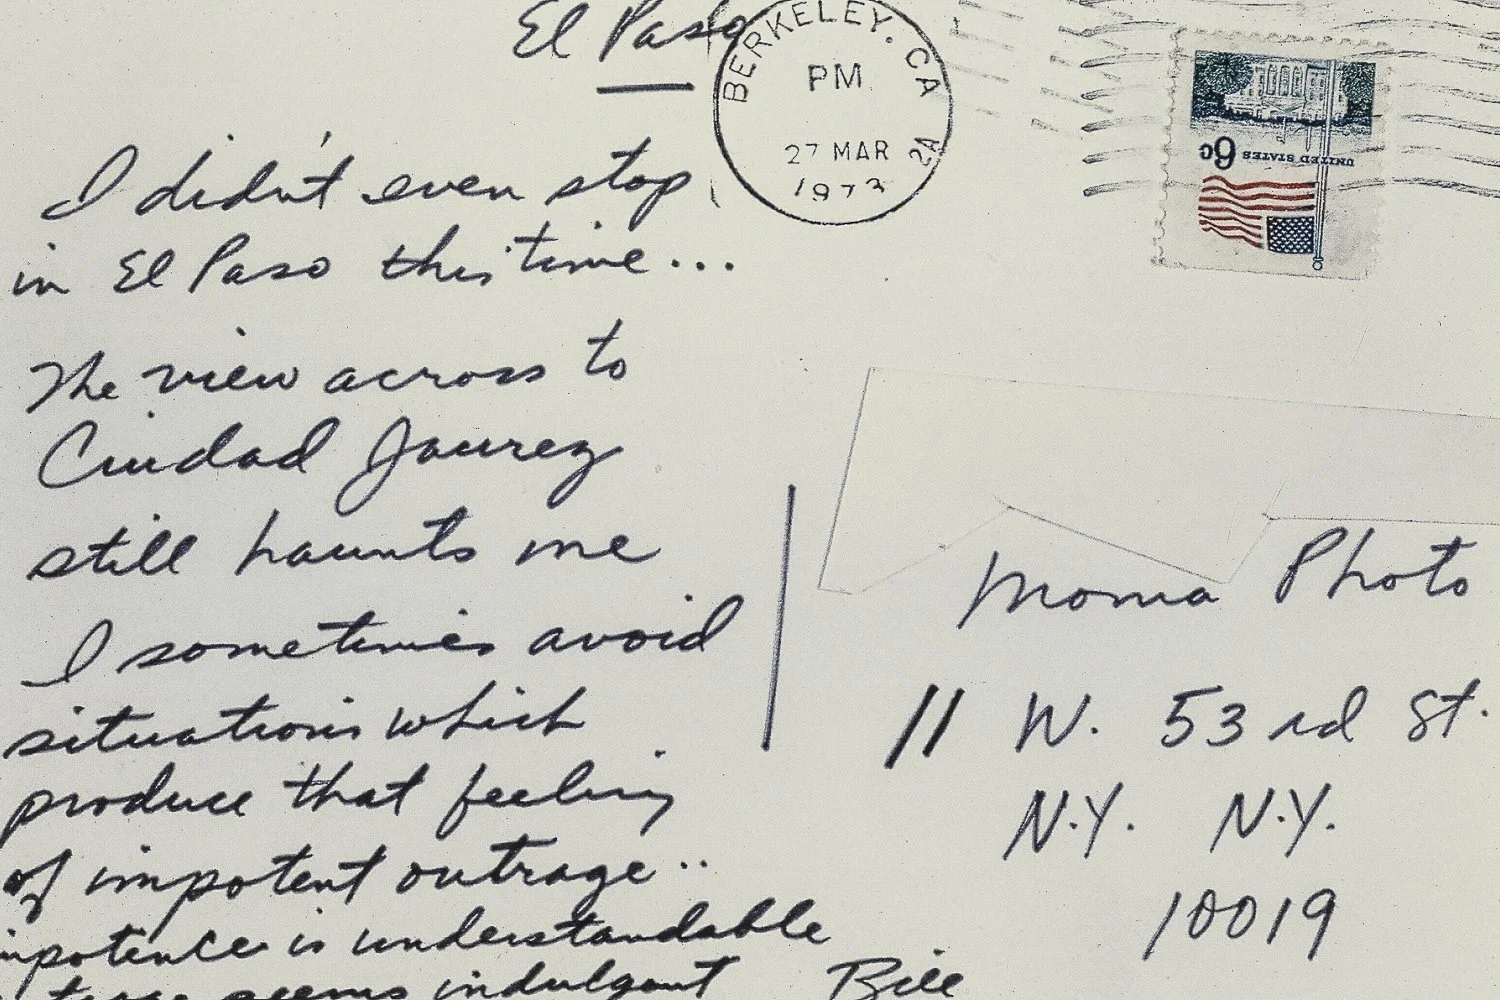 El Paso
I didn't even stop
in El Paso this time...
The view across to
Ciudad Jaurez
still haunts me
I sometimes avoid
situations which
produce that feeling
of impotent outrage..
impotence is understandable
seems indulgant
Bill
BERKELEY, CA
PM
27 MAR
1973
2A
6c UNITED STATES
Moma Photo
11 W. 53rd St.
N.Y. N.Y.
10019